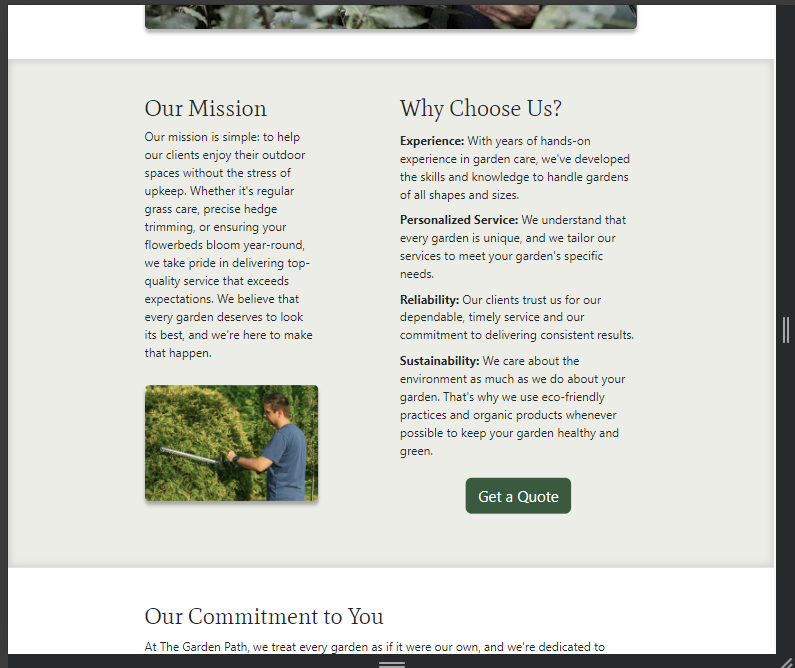 Our Mission
Our mission is simple: to help
our clients enjoy their outdoor
spaces without the stress of
upkeep. Whether it's regular
grass care, precise hedge
trimming, or ensuring your
flowerbeds bloom year-round,
we take pride in delivering top-
quality service that exceeds
expectations. We believe that
every garden deserves to look
its best, and we're here to make
that happen.
Why Choose Us?
Experience: With years of hands-on
experience in garden care, we've developed
the skills and knowledge to handle gardens
of all shapes and sizes.
Personalized Service: We understand that
every garden is unique, and we tailor our
services to meet your garden's specific
needs.
Reliability: Our clients trust us for our
dependable, timely service and our
commitment to delivering consistent results.
Sustainability: We care about the
environment as much as we do about your
garden. That's why we use eco-friendly
practices and organic products whenever
possible to keep your garden healthy and
green.
Get a Quote
Our Commitment to You
At The Garden Path, we treat every garden as if it were our own, and we're dedicated to